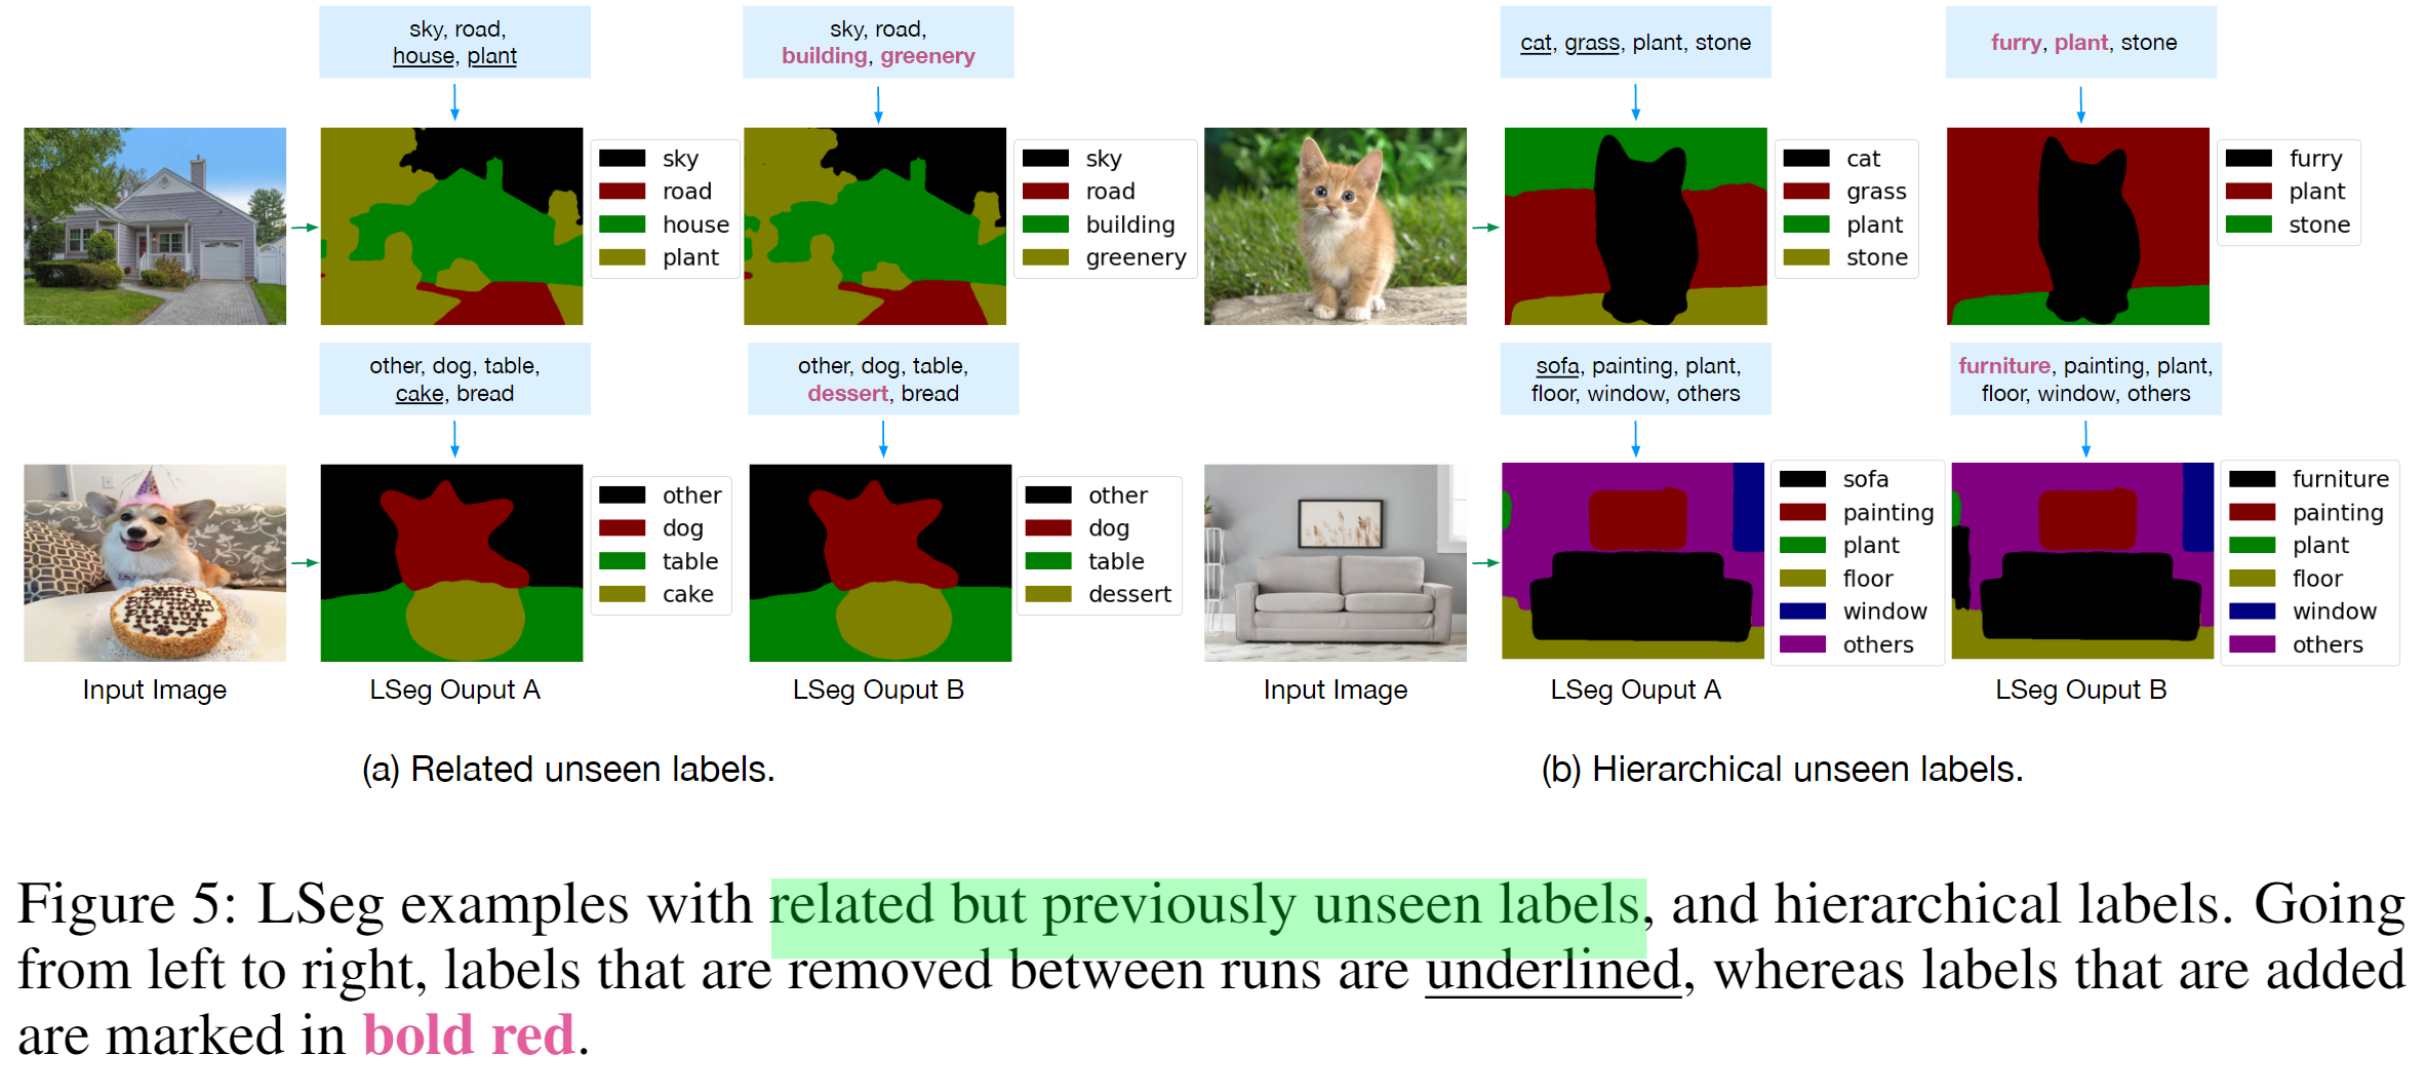 sky, road,
house, plant
sky, road,
building, greenery
sky
road
house
plant
sky
road
building
greenery
other, dog, table,
cake, bread
other, dog, table,
dessert, bread
other
dog
table
cake
other
dog
table
dessert
Input Image
LSeg Ouput A
LSeg Ouput B
(a) Related unseen labels.
cat, grass, plant, stone
furry, plant, stone
cat
grass
plant
stone
furry
plant
stone
sofa, painting, plant,
floor, window, others
furniture, painting, plant,
floor, window, others
sofa
painting
plant
floor
window
others
furniture
painting
plant
floor
window
others
Input Image
LSeg Ouput A
LSeg Ouput B
(b) Hierarchical unseen labels.
Figure 5: LSeg examples with related but previously unseen labels, and hierarchical labels. Going
from left to right, labels that are removed between runs are underlined, whereas labels that are added
are marked in bold red.